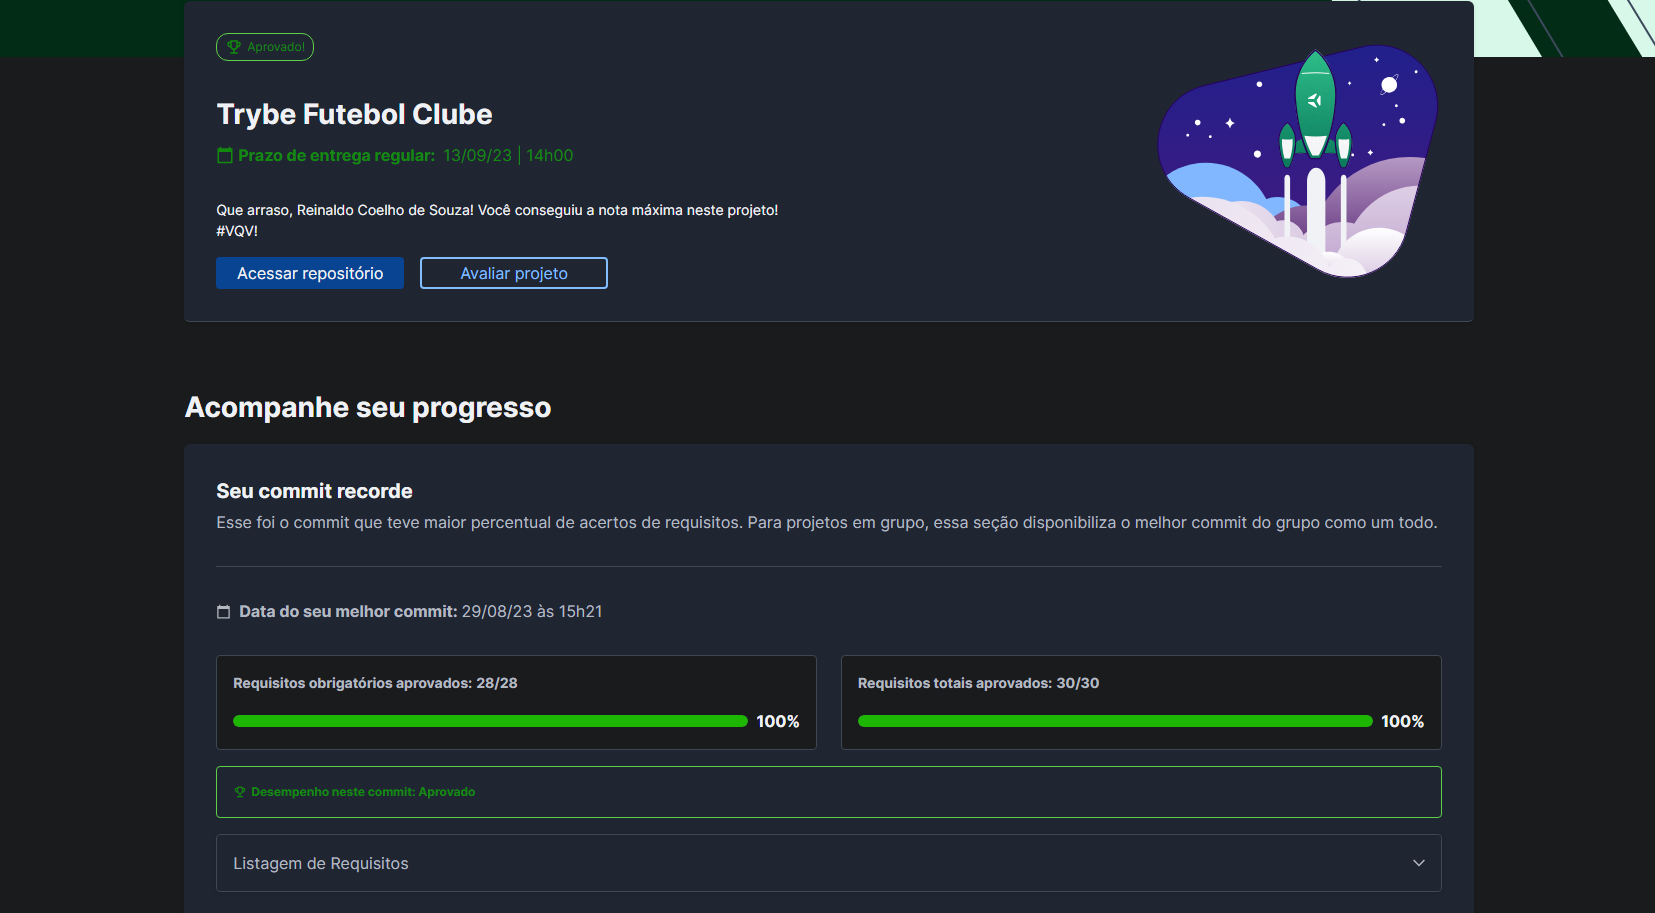 Aprovado!
Trybe Futebol Clube
Prazo de entrega regular: 13/09/23 | 14h00
Que arraso, Reinaldo Coelho de Souza! Você conseguiu a nota máxima neste projeto!
#VQV!
Acessar repositório
Avaliar projeto
Acompanhe seu progresso
Seu commit recorde
Esse foi o commit que teve maior percentual de acertos de requisitos. Para projetos em grupo, essa seção disponibiliza o melhor commit do grupo como um todo.
Data do seu melhor commit: 29/08/23 às 15h21
Requisitos obrigatórios aprovados: 28/28
100%
Requisitos totais aprovados: 30/30
100%
Desempenho neste commit: Aprovado
Listagem de Requisitos